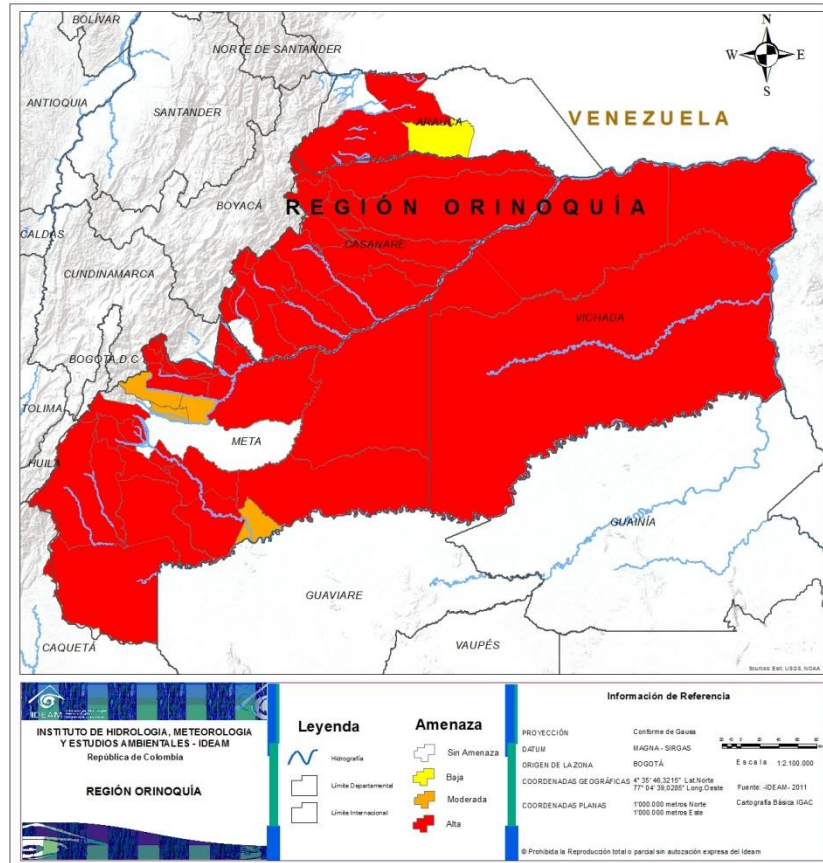 BOLÍVAR
NORTE DE SANTANDER
N
W E
S
ANTIOQUIA
SANTANDER
ARAUCA
VENEZUELA
BOYACÁ
REGIÓN ORINOQUÍA
CALDAS
CASANARE
CUNDINAMARCA
VICHADA
BOGOTÁ D.C
TOLIMA
META
HUILA
GUAINÍA
GUAVIARE
CAQUETÁ
VAUPÉS
Sources: Esri, USGS, NOAA
IDEAM
INSTITUTO DE HIDROLOGIA, METEOROLOGIA
Y ESTUDIOS AMBIENTALES - IDEAM
República de Colombia
REGIÓN ORINOQUÍA
Leyenda
Hidrografía
Límite Departamental
Límite Internacional
Amenaza
Sin Amenaza
Baja
Moderada
Alta
Información de Referencia
PROYECCIÓN Conforme de Gauss
DATUM MAGNA - SIRGAS
ORIGEN DE LA ZONA BOGOTÁ
COORDENADAS GEOGRÁFICAS 4° 35' 46,3215" Lat.Norte
77° 04' 39,0285" Long.Oeste
COORDENADAS PLANAS 1'000.000 metros Norte
1'000.000 metros Este
Escala 1:2.100.000
Fuente: -IDEAM- 2011
Cartografía Básica IGAC
© Prohibida la Reproducción total o parcial sin autozación expresa del Ideam